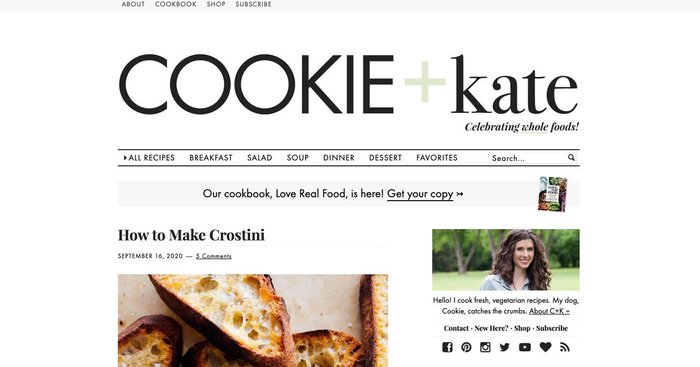 ABOUT COOKBOOK SHOP SUBSCRIBE
COOKIE+kate
Celebrating whole foods!
ALL RECIPES BREAKFAST SALAD SOUP DINNER DESSERT FAVORITES Search...
Our cookbook, Love Real Food, is here! Get your copy
How to Make Crostini
SEPTEMBER 16, 2020 — 5 Comments
Hello! I cook fresh, vegetarian recipes. My dog,
Cookie, catches the crumbs. About C+K »
Contact · New Here? · Shop · Subscribe